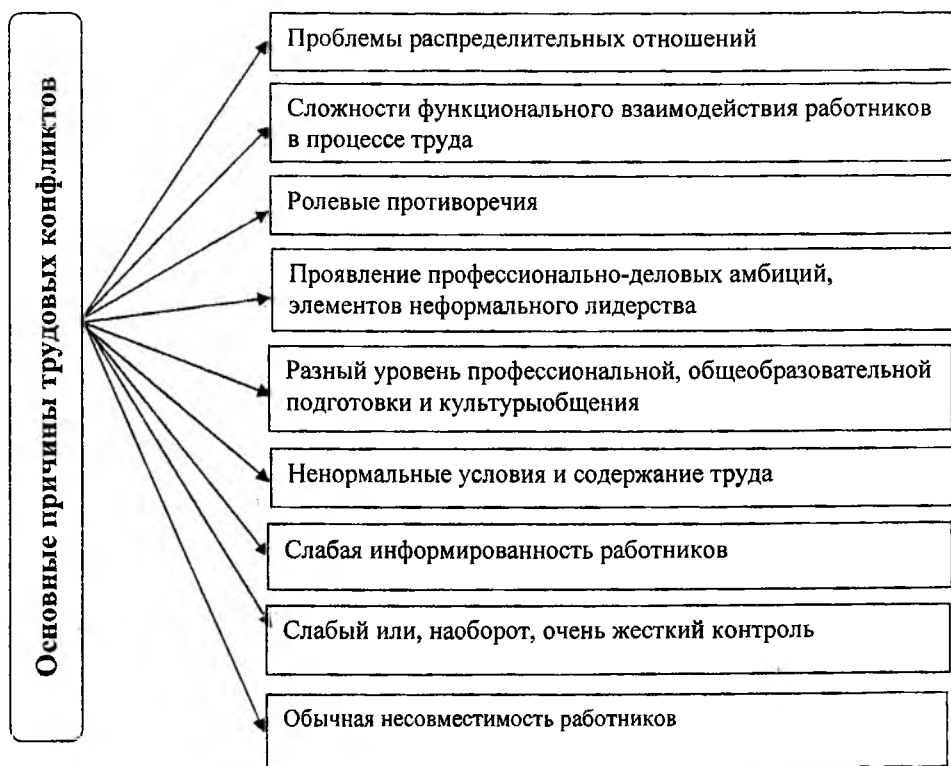 Основные причины трудовых конфликтов
Проблемы распределительных отношений
Сложности функционального взаимодействия работников
в процессе труда
Ролевые противоречия
Проявление профессионально-деловых амбиций,
элементов неформального лидерства
Разный уровень профессиональной, общеобразовательной
подготовки и культурыобщения
Ненормальные условия и содержание труда
Слабая информированность работников
Слабый или, наоборот, очень жесткий контроль
Обычная несовместимость работников